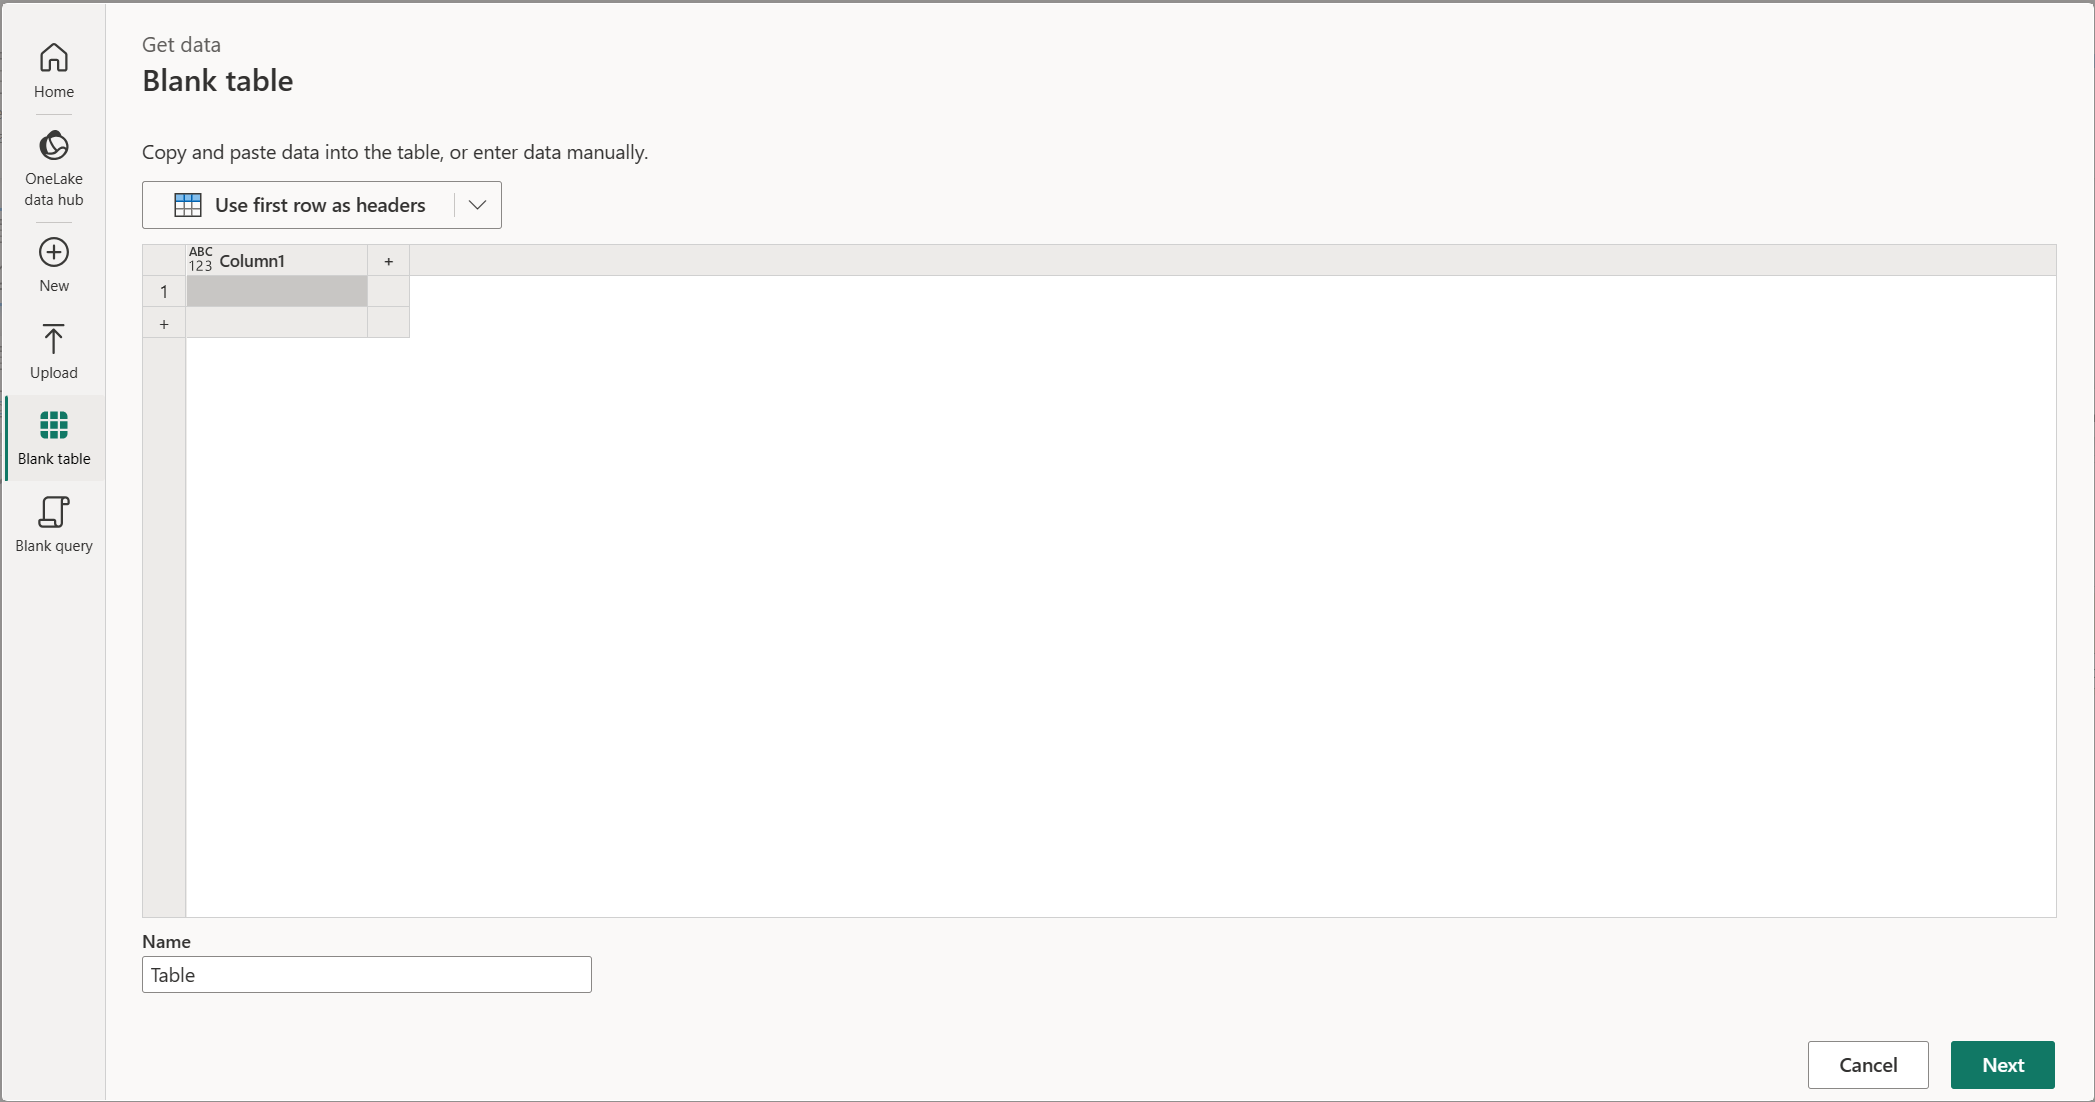 Home
OneLake
data hub
New
Upload
Blank table
Blank query
Get data
Blank table
Copy and paste data into the table, or enter data manually.
Use first row as headers
ABC
123 Column1 +
1
+
Name
Table
Cancel Next